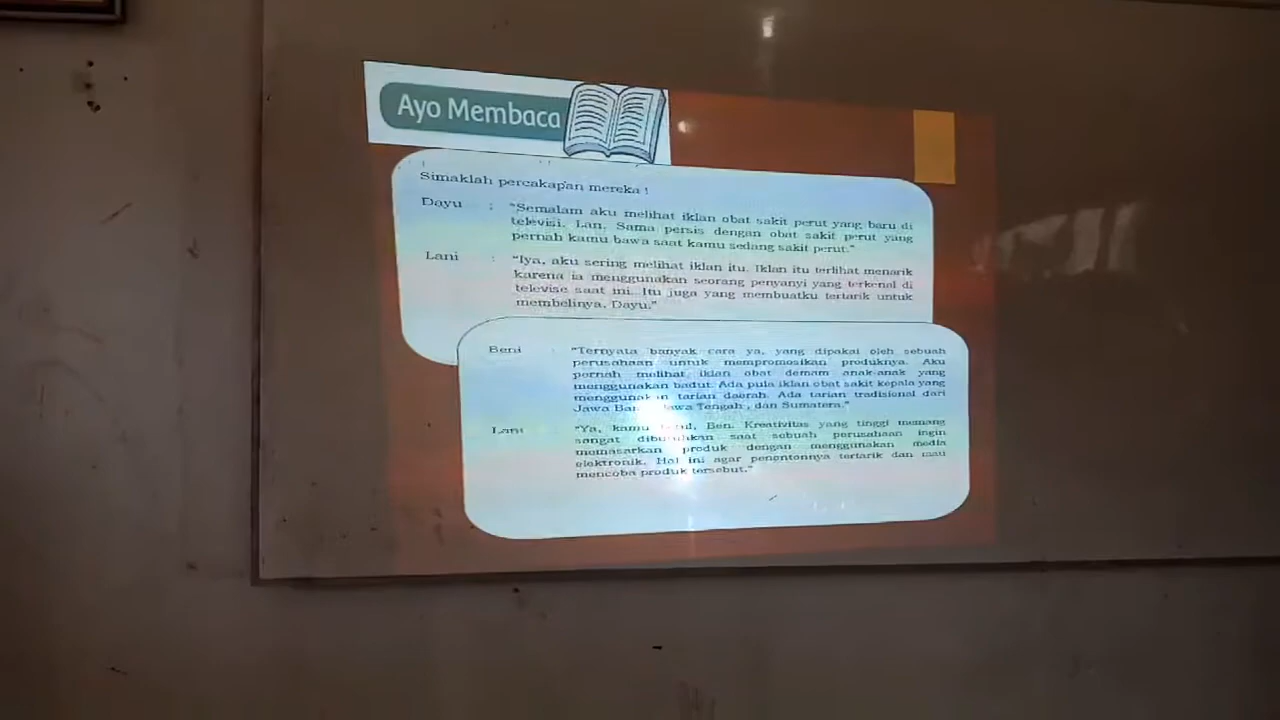 Ayo Membaca
Simaklah percakapan mereka !
Dayu : "Semalam aku melihat iklan obat sakit perut yang baru di
televisi, Lan. Sama persis dengan obat sakit perut yang
pernah kamu bawa saat kamu sedang sakit perut."
Lani : "Iya, aku sering melihat iklan itu. Iklan itu terlihat menarik
karena ia menggunakan seorang penyanyi yang terkenal di
televise saat ini. Itu juga yang membuatku tertarik untuk
membelinya, Dayu."
Beni : "Ternyata banyak cara ya, yang dipakai oleh sebuah
perusahaan untuk mempromosikan produknya. Aku
pernah melihat iklan obat demam anak-anak yang
menggunakan badut. Ada pula iklan obat sakit kepala yang
menggunakan tarian daerah. Ada tarian tradisional dari
Jawa Tengah, dan Sumatera."
Lani : "Ya, kamu Ben. Kreativitas yang tinggi memang
sangat dibutuhkan saat sebuah perusahaan ingin
memasarkan produk dengan menggunakan media
elektronik. Hal ini agar penontonnya tertarik dan mau
mencoba produk tersebut."